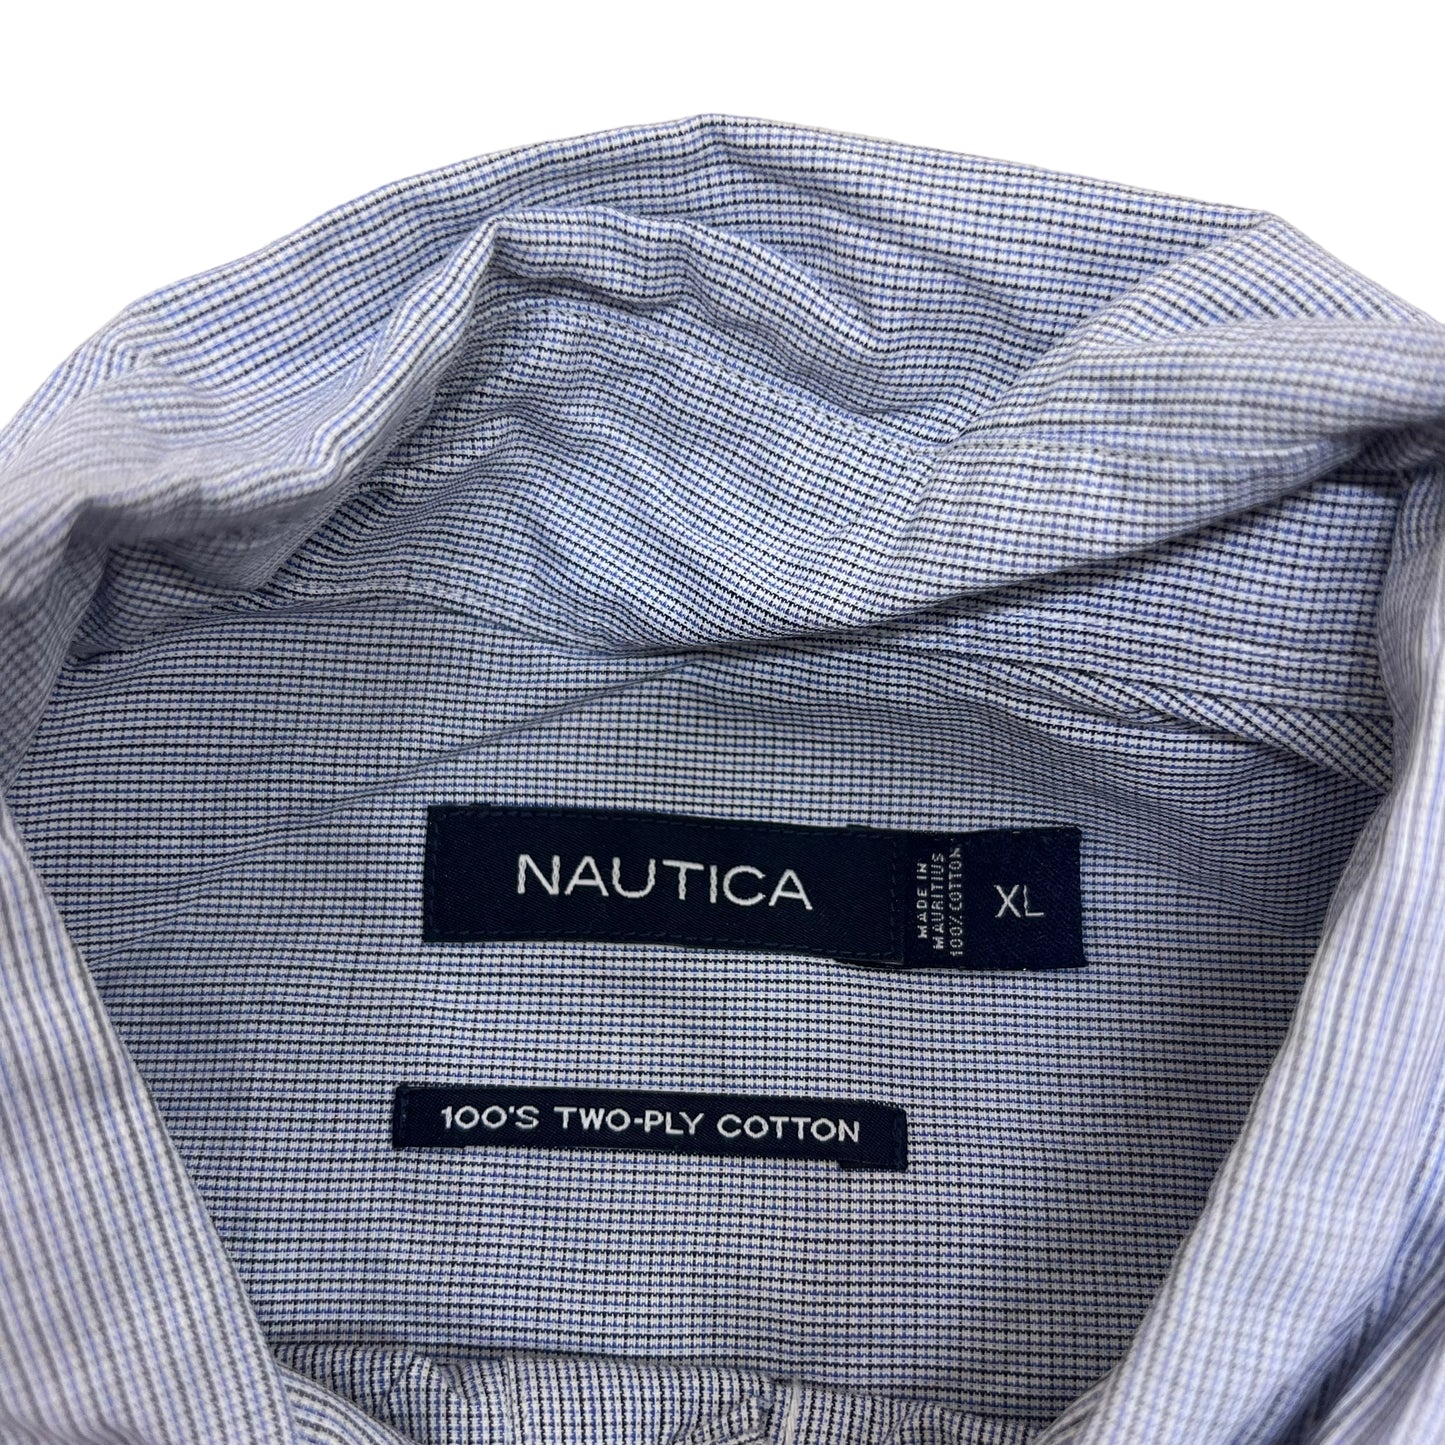 NAUTICA
MADE IN
MAURITIUS
100% COTTON
XL
100'S TWO-PLY COTTON